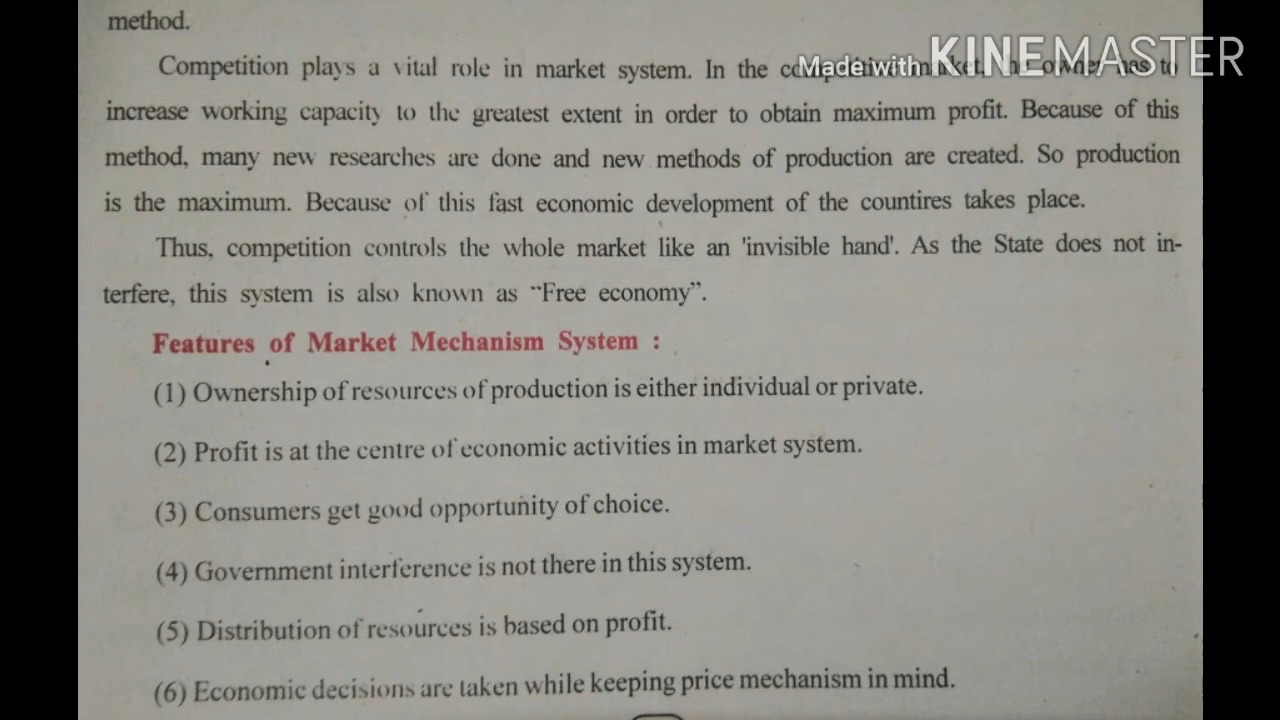 method.
Competition plays a vital role in market system. In the
Made with KINEMASTER
increase working capacity to the greatest extent in order to obtain maximum profit. Because of this
method, many new researches are done and new methods of production are created. So production
is the maximum. Because of this fast economic development of the countires takes place.
Thus, competition controls the whole market like an 'invisible hand'. As the State does not in-
terfere, this system is also known as “Free economy”.
Features of Market Mechanism System :
(1) Ownership of resources of production is either individual or private.
(2) Profit is at the centre of economic activities in market system.
(3) Consumers get good opportunity of choice.
(4) Government interference is not there in this system.
(5) Distribution of resources is based on profit.
(6) Economic decisions are taken while keeping price mechanism in mind.